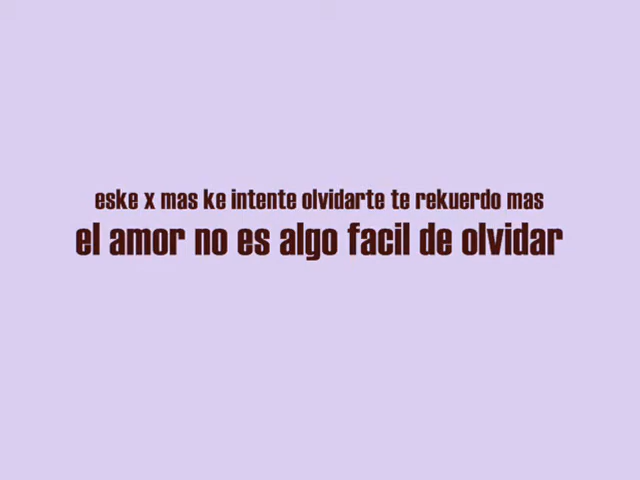 eske x mas ke intente olvidarte te rekuerdo mas
el amor no es algo facil de olvidar